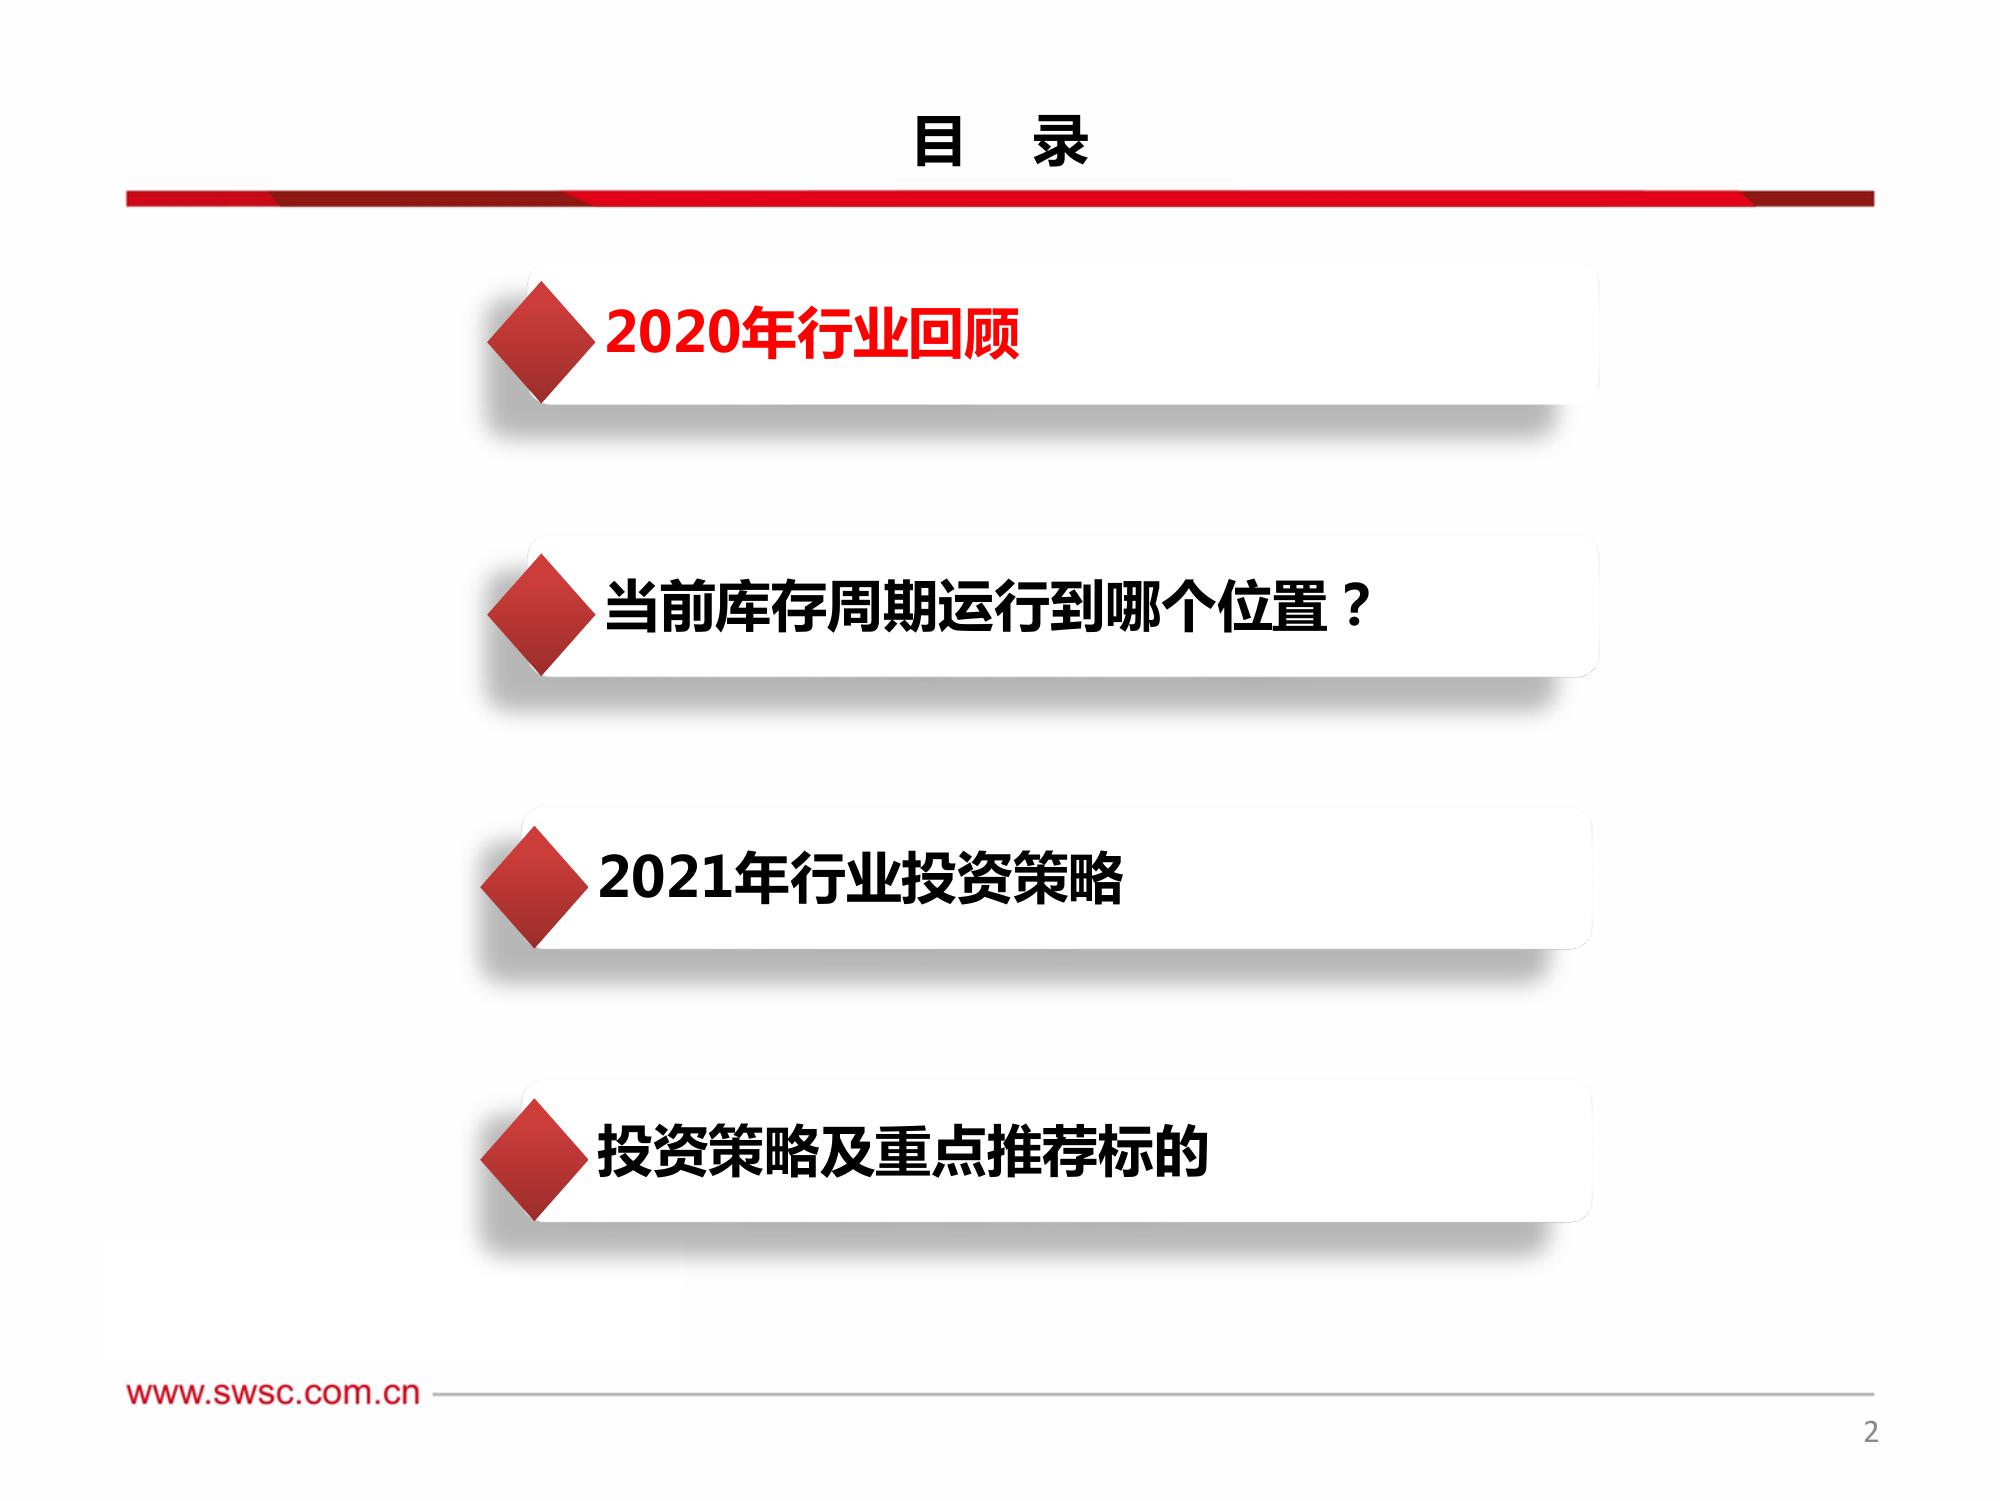 目 录
2020年行业回顾
当前库存周期运行到哪个位置？
2021年行业投资策略
投资策略及重点推荐标的
www.swsc.com.cn
2